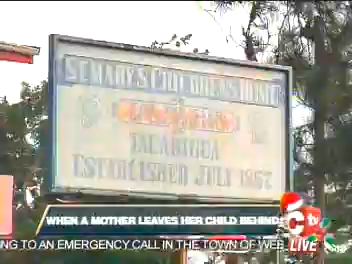 ST. MARY'S CHILDREN'S HOME
TACARIGUA
ESTABLISHED JULY 1857
WHEN A MOTHER LEAVES HER CHILD BEHIND:
Ctv
LIVE
NG TO AN EMERGENCY CALL IN THE TOWN OF WEB